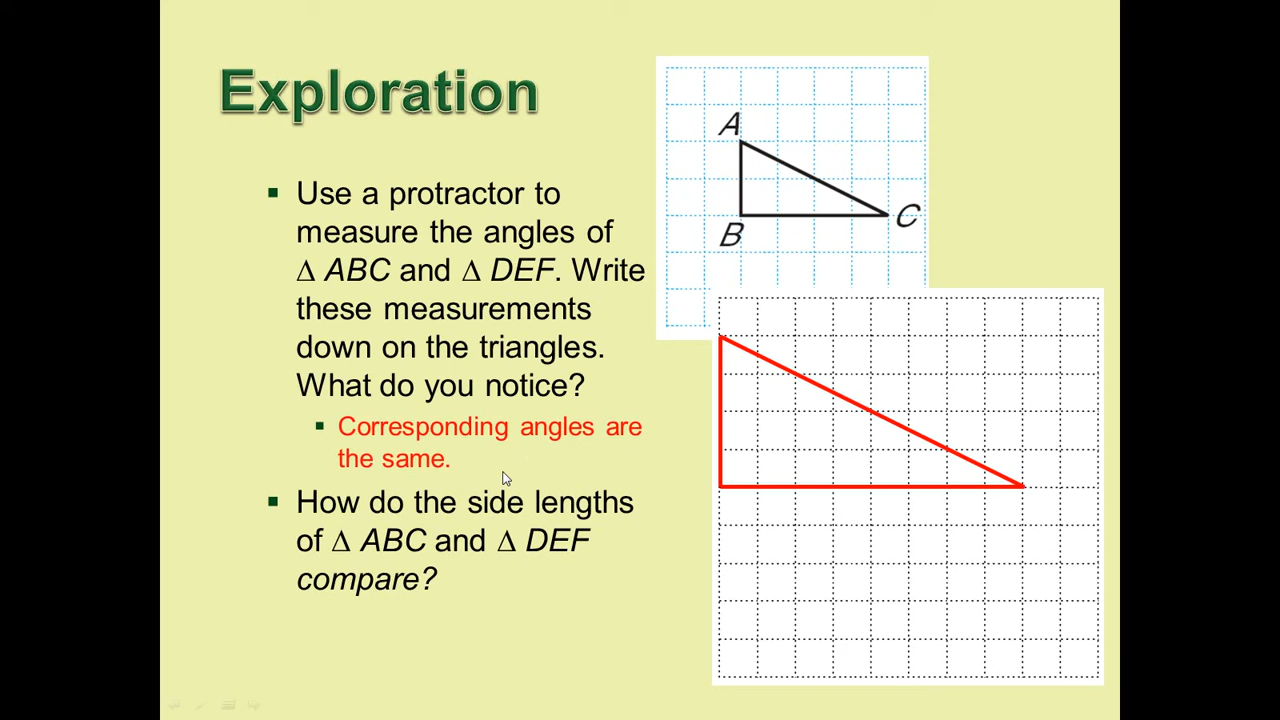 Exploration
▪ Use a protractor to
measure the angles of
∆ ABC and ∆ DEF. Write
these measurements
down on the triangles.
What do you notice?
▪ Corresponding angles are
the same.
▪ How do the side lengths
of ∆ ABC and ∆ DEF
compare?
A
B
C